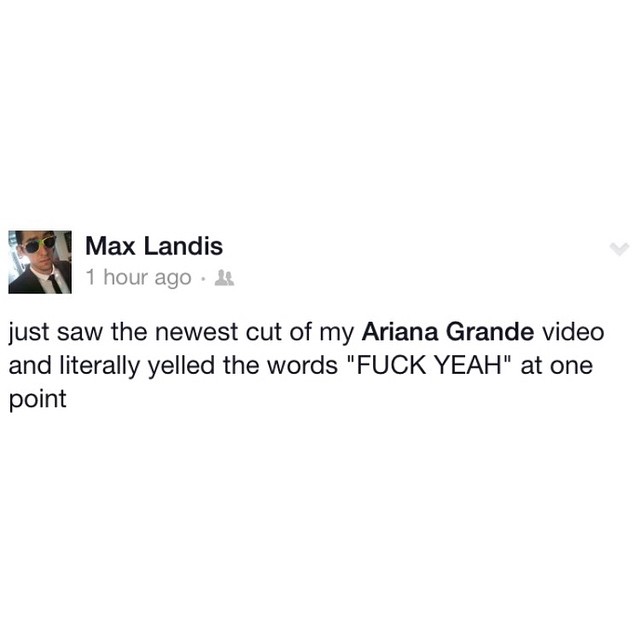 Max Landis
1 hour ago ·
just saw the newest cut of my Ariana Grande video
and literally yelled the words "FUCK YEAH" at one
point